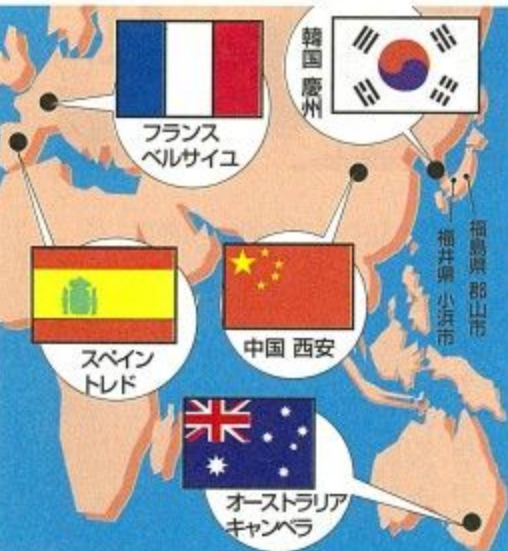 フランス
ベルサイユ
韓国 慶州
スペイン
トレド
中国 西安
福井県 小浜市
福島県 郡山市
オーストラリア
キャンベラ